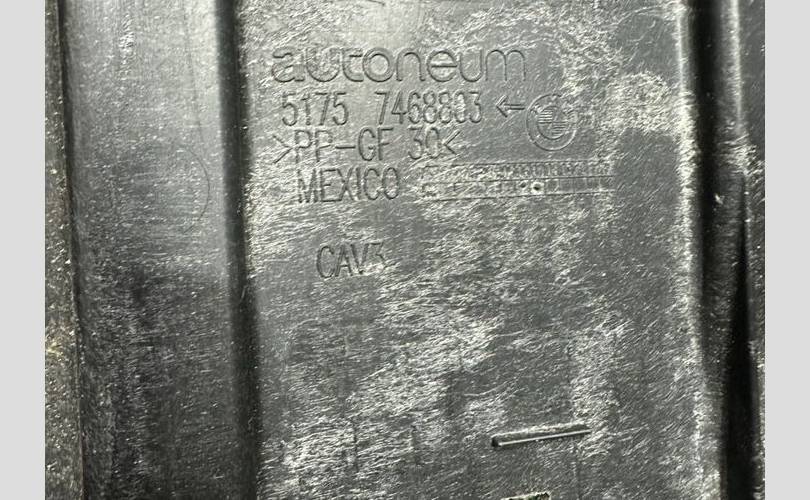 autoneum
5175 7468803 ←
>PP-GF 30<
MEXICO
CAV3